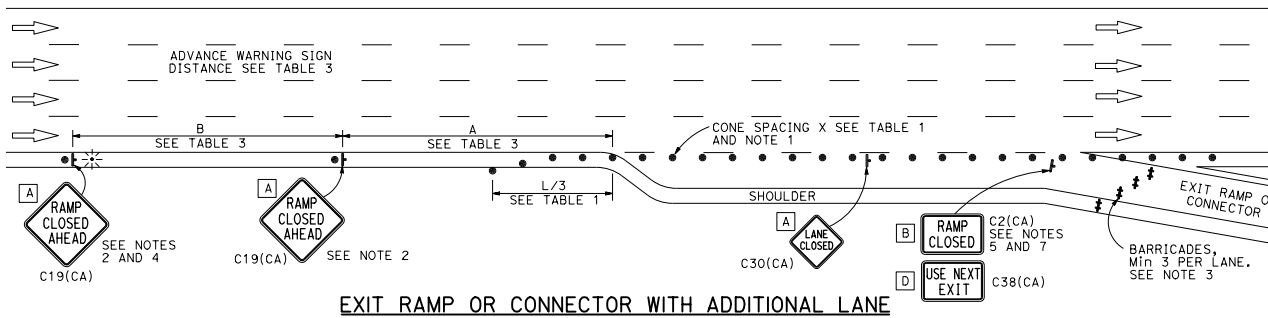 ADVANCE WARNING SIGN
DISTANCE SEE TABLE 3
B
SEE TABLE 3
A
SEE TABLE 3
CONE SPACING X SEE TABLE 1
AND NOTE 1
L/3
SEE TABLE 1
SHOULDER
EXIT RAMP O
CONNECTOR
A
RAMP
CLOSED
AHEAD
SEE NOTES
2 AND 4
C19(CA)
A
RAMP
CLOSED
AHEAD
SEE NOTE 2
C19(CA)
A
LANE
CLOSED
C30(CA)
B
RAMP
CLOSED
C2(CA)
SEE NOTES
5 AND 7
D
USE NEXT
EXIT
C38(CA)
BARRICADES,
Min 3 PER LANE.
SEE NOTE 3
EXIT RAMP OR CONNECTOR WITH ADDITIONAL LANE